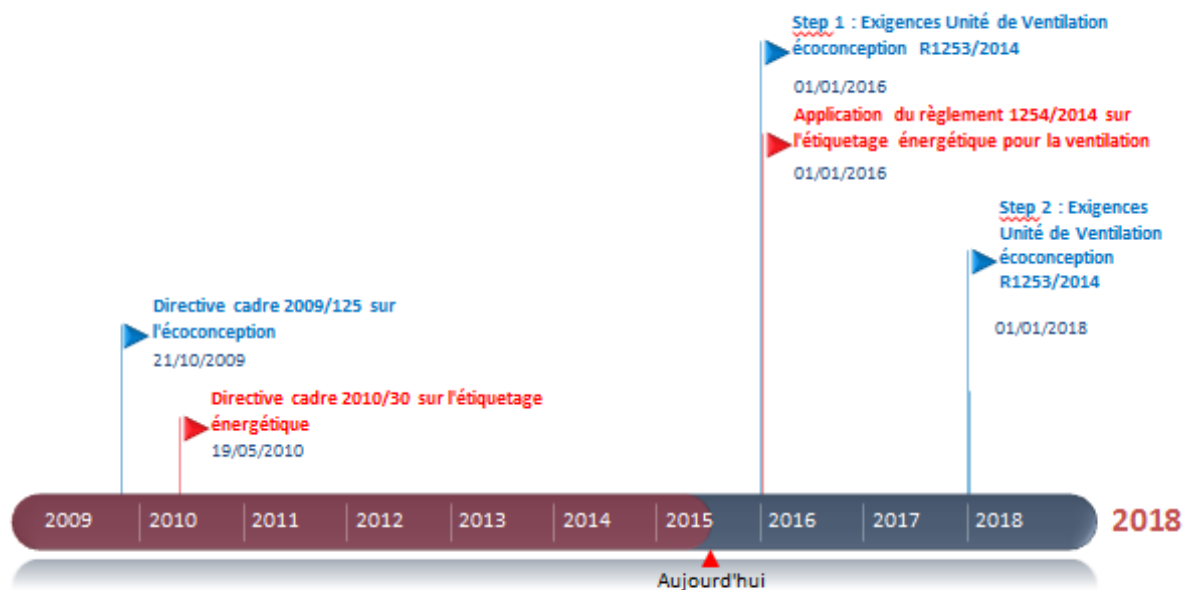 Step 1 : Exigences Unité de Ventilation
écoconception R1253/2014
01/01/2016
Application du règlement 1254/2014 sur
l'étiquetage énergétique pour la ventilation
01/01/2016
Step 2 : Exigences
Unité de Ventilation
écoconception
R1253/2014
01/01/2018
Directive cadre 2009/125 sur
l'écoconception
21/10/2009
Directive cadre 2010/30 sur l'étiquetage
énergétique
19/05/2010
2009 2010 2011 2012 2013 2014 2015 2016 2017 2018 2018
Aujourd'hui